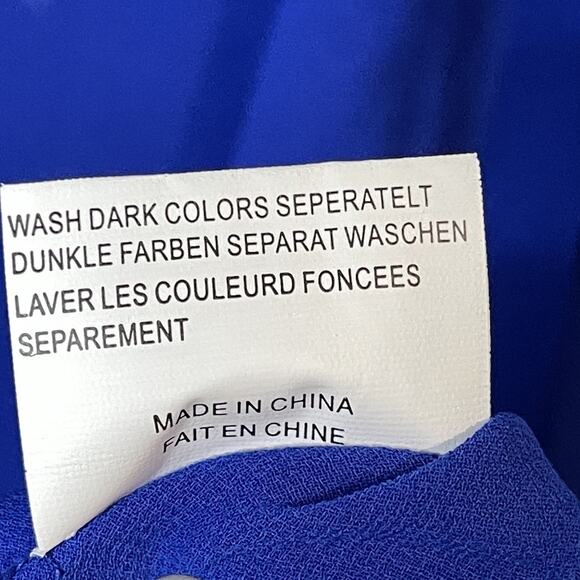 WASH DARK COLORS SEPERATELT
DUNKLE FARBEN SEPARAT WASCHEN
LAVER LES COULEURD FONCEES
SEPAREMENT
MADE IN CHINA
FAIT EN CHINE